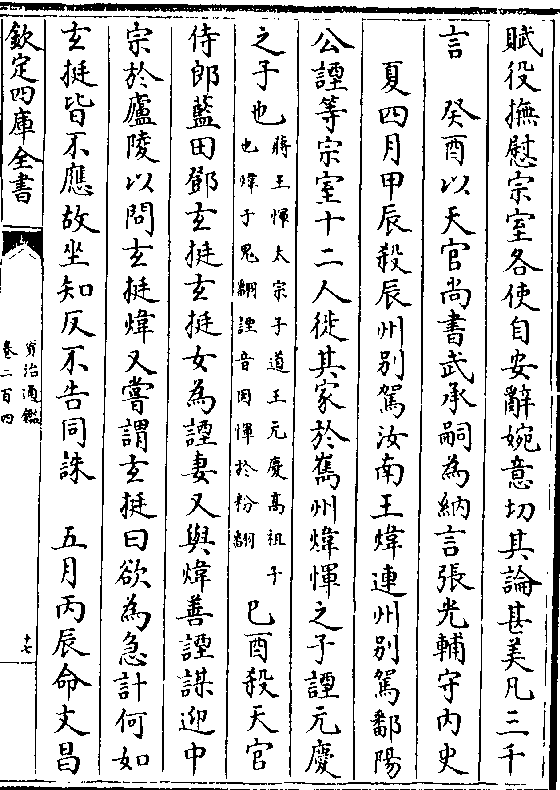 賦役撫慰宗室各使自安辭婉意切其論甚美凡三千
言　癸酉以天官尚書武承嗣為納言張光輔守内史
夏四月甲辰殺辰州别駕汝南王煒連州别駕鄱陽
公諲等宗室十二人徙其家於巂州煒惲之子諲元慶
之子也蔣王惲太宗子道王元慶髙祖子
也煒于鬼翻諲音因惲於粉翻己酉殺天官
侍郎藍田鄧玄挺玄挺女為諲妻又與煒善諲謀迎中
宗於廬陵以問玄挺煒又嘗謂玄挺曰欲為急計何如
玄挺皆不應故坐知反不告同誅　五月丙辰命文昌
欽定四庫全書
資治通鑑
卷二百四
十七